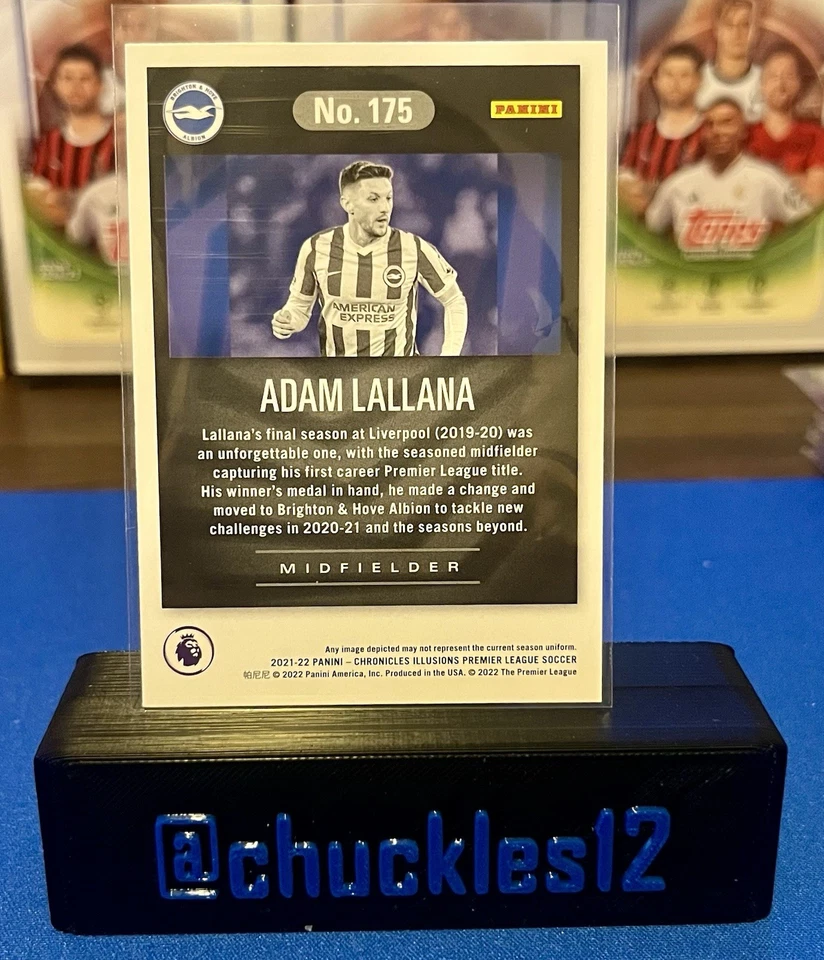 BRIGHTON & HOVE
ALBION
No. 175
PANINI
AMERICAN
EXPRESS
ADAM LALLANA
Lallana's final season at Liverpool (2019-20) was
an unforgettable one, with the seasoned midfielder
capturing his first career Premier League title.
His winner's medal in hand, he made a change and
moved to Brighton & Hove Albion to tackle new
challenges in 2020-21 and the seasons beyond.
MIDFIELDER
Any image depicted may not represent the current season uniform.
2021-22 PANINI – CHRONICLES ILLUSIONS PREMIER LEAGUE SOCCER
帕尼尼 © 2022 Panini America, Inc. Produced in the USA. © 2022 The Premier League
Topps
@chuckles12